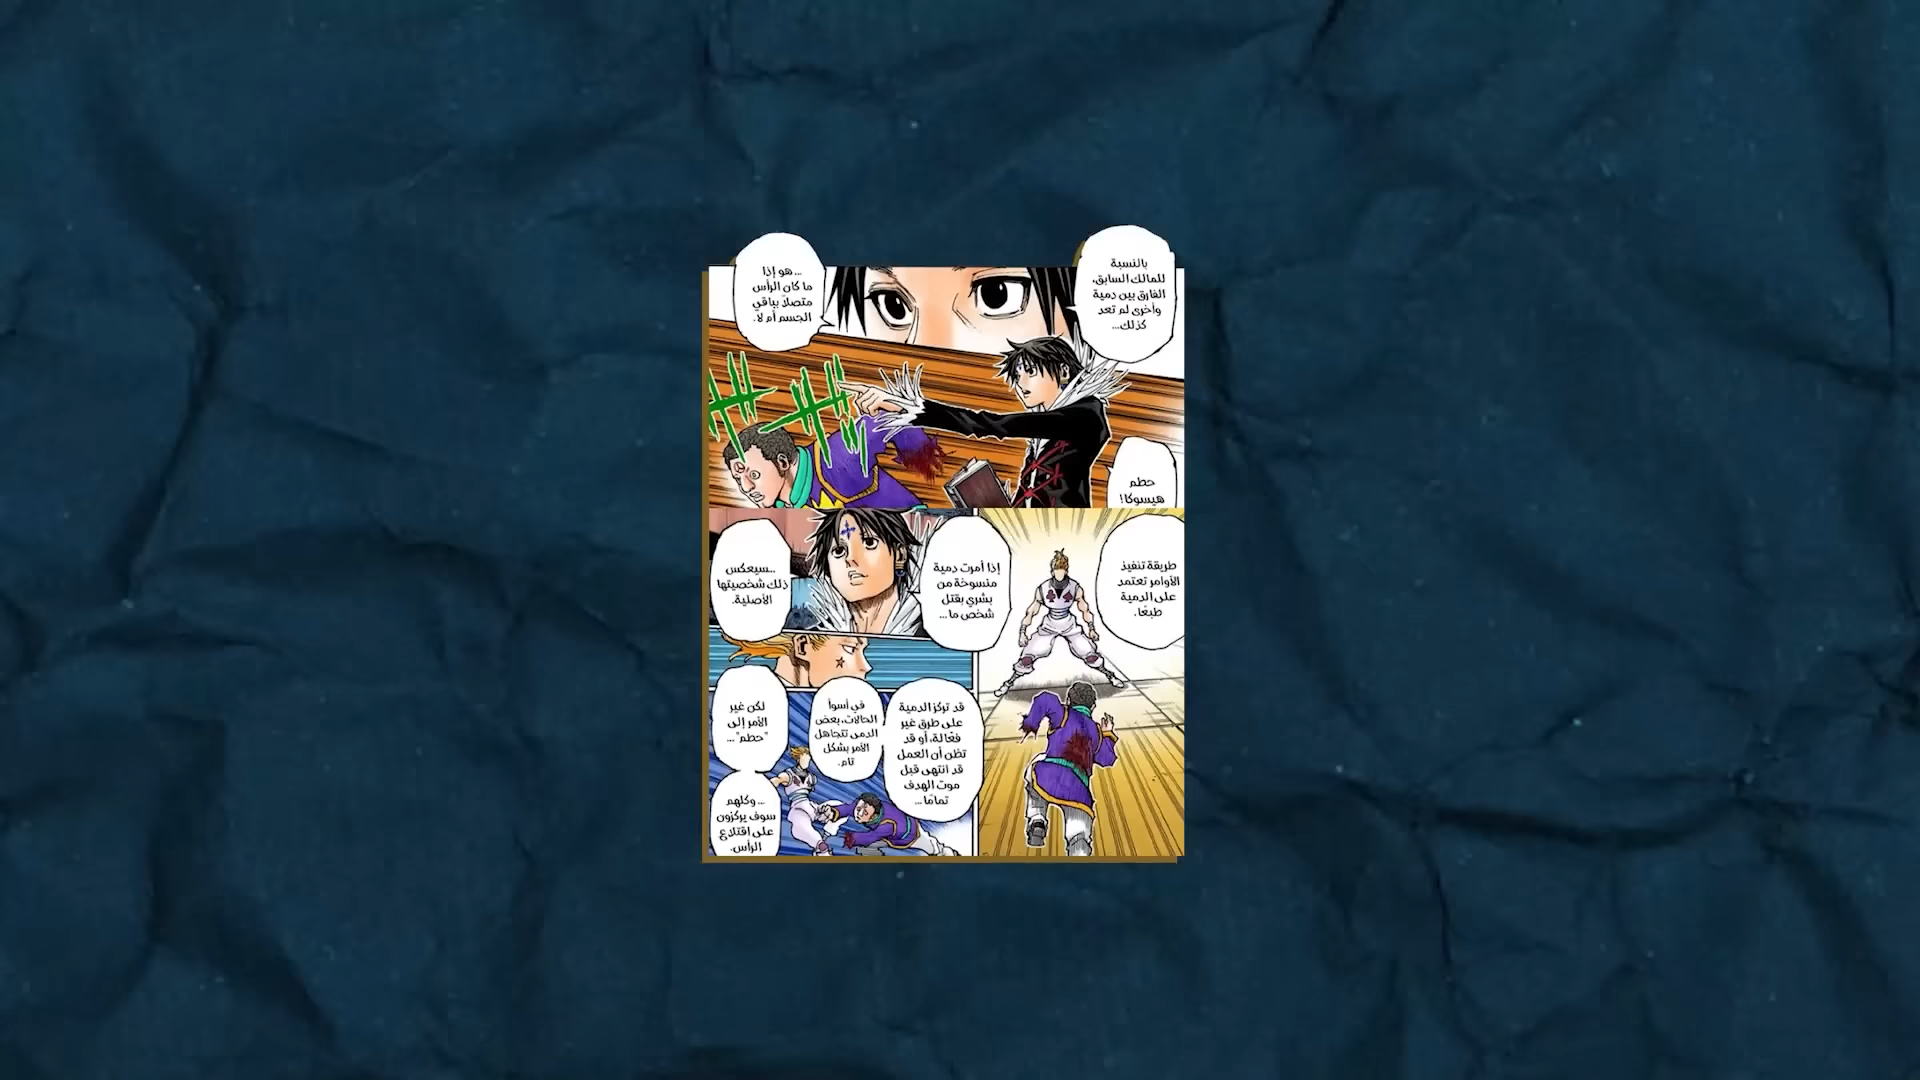 بالنسبة
للمالك السابق،
الفارق بين دمية
وأخرى لم تعد
كذلك...
... هو إذا
ما كان الرأس
متصلًا بباقي
الجسم أم لا.
حطم
هيسوكا!
طريقة تنفيذ
الأوامر تعتمد
على الدمية
طبعًا.
إذا أمرت دمية
منسوخة من
بشري بقتل
شخص ما...
...سيعكس
ذلك شخصيتها
الأصلية.
قد تركز الدمية
على طرق غير
فعّالة، أو قد
تظن أن العمل
قد انتهى قبل
موت الهدف
تمامًا...
في أسوأ
الحالات، بعض
الدمى تتجاهل
الأمر بشكل
تام.
لكن غير
الأمر إلى
"حطم"...
... وكلهم
سوف يركزون
على اقتلاع
الرأس.